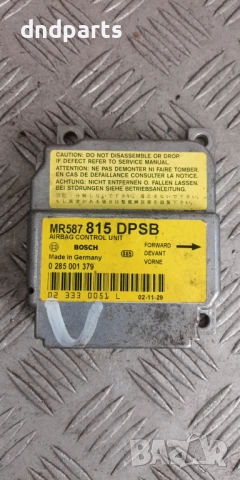 dndparts
CAUTION: DO NOT DISASSEMBLE OR DROP
IF DEFECT REFER TO SERVICE MANUAL.
ATTENTION: NE PAS DEMONTER NI FAIRE TOMBER.
EN CAS DE DEFAILLANCE CONSULTER LA NOTICE.
ACHTUNG: NICHT ENTFERNEN O. FALLEN LASSEN.
BEI STÖRUNGEN SIEHE BETRIEBSANLEITUNG.
MR587 815 DPSB
AIRBAG CONTROL UNIT
BOSCH
Made in Germany
0 285 001 379
FORWARD
DEVANT
VORNE
02 333 0051 L
02-11-29
BAZAR